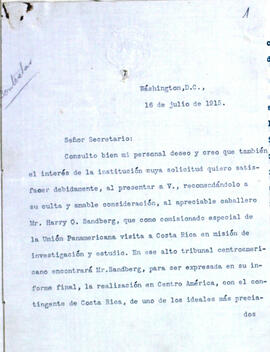 1
Contestar
Wáshington,D.C.,
16 de julio de 1915.
Señor Secretario:
Consulto bien mi personal deseo y creo que también
el interés de la institución cuya solicitud quiero satis-
facer debidamente, al presentar a V., recomendándolo a
su culta y amable consideración, al apreciable caballero
Mr. Harry O. Sandberg, que como comisionado especial de
la Unión Panamericana visita a Costa Rica en misión de
investigación y estudio. En ese alto tribunal centroameri-
cano encontrará Mr.Sandberg, para ser expresada en su in-
forme final, la realización en Centro América, con el con-
tingente de Costa Rica, de uno de los ideales más precia-
dos